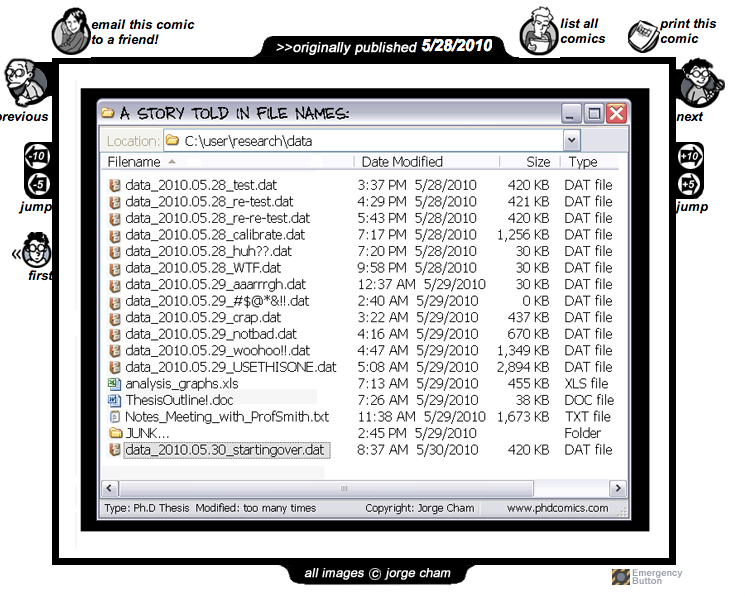 email this comic
to a friend!
>>originally published 5/28/2010
list all
comics
print this
comic
previous
next
A STORY TOLD IN FILE NAMES:
Location: C:\user\research\data
Filename Date Modified Size Type
data_2010.05.28_test.dat 3:37 PM 5/28/2010 420 KB DAT file
data_2010.05.28_re-test.dat 4:29 PM 5/28/2010 421 KB DAT file
data_2010.05.28_re-re-test.dat 5:43 PM 5/28/2010 420 KB DAT file
data_2010.05.28_calibrate.dat 7:17 PM 5/28/2010 1,256 KB DAT file
data_2010.05.28_huh??.dat 7:20 PM 5/28/2010 30 KB DAT file
data_2010.05.28_WTF.dat 9:58 PM 5/28/2010 30 KB DAT file
data_2010.05.29_aaarrrgh.dat 12:37 AM 5/29/2010 30 KB DAT file
data_2010.05.29_#$@*&!!.dat 2:40 AM 5/29/2010 0 KB DAT file
data_2010.05.29_crap.dat 3:22 AM 5/29/2010 437 KB DAT file
data_2010.05.29_notbad.dat 4:16 AM 5/29/2010 670 KB DAT file
data_2010.05.29_woohoo!!.dat 4:47 AM 5/29/2010 1,349 KB DAT file
data_2010.05.29_USETHISONE.dat 5:08 AM 5/29/2010 2,894 KB DAT file
analysis_graphs.xls 7:13 AM 5/29/2010 455 KB XLS file
ThesisOutline!.doc 7:26 AM 5/29/2010 38 KB DOC file
Notes_Meeting_with_ProfSmith.txt 11:38 AM 5/29/2010 1,673 KB TXT file
JUNK... 2:45 PM 5/29/2010 Folder
data_2010.05.30_startingover.dat 8:37 AM 5/30/2010 420 KB DAT file
Type: Ph.D Thesis Modified: too many times Copyright: Jorge Cham www.phdcomics.com
-10
-5
jump
«
first
+10
+5
jump
all images © jorge cham
Emergency
Button